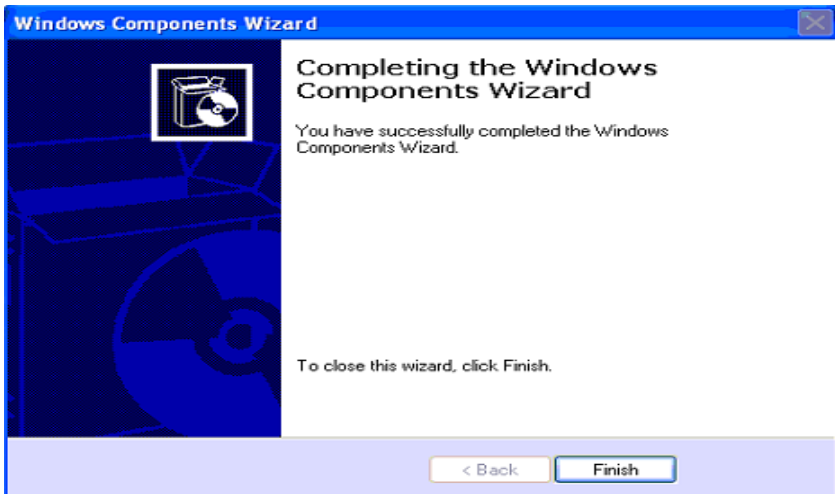 Windows Components Wizard
Completing the Windows
Components Wizard
You have successfully completed the Windows
Components Wizard.
To close this wizard, click Finish.
< Back
Finish